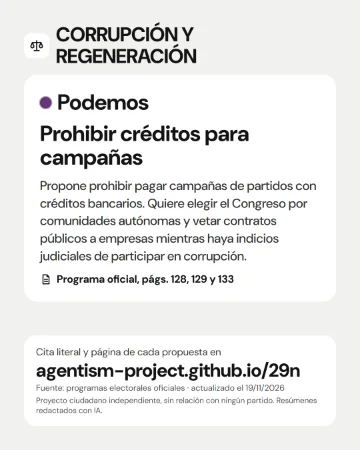 CORRUPCIÓN Y
REGENERACIÓN
Podemos
Prohibir créditos para
campañas
Propone prohibir pagar campañas de partidos con
créditos bancarios. Quiere elegir el Congreso por
comunidades autónomas y vetar contratos
públicos a empresas mientras haya indicios
judiciales de participar en corrupción.
Programa oficial, págs. 128, 129 y 133
Cita literal y página de cada propuesta en
agentism-project.github.io/29n
Fuente: programas electorales oficiales · actualizado el 19/11/2026
Proyecto ciudadano independiente, sin relación con ningún partido. Resúmenes
redactados con IA.